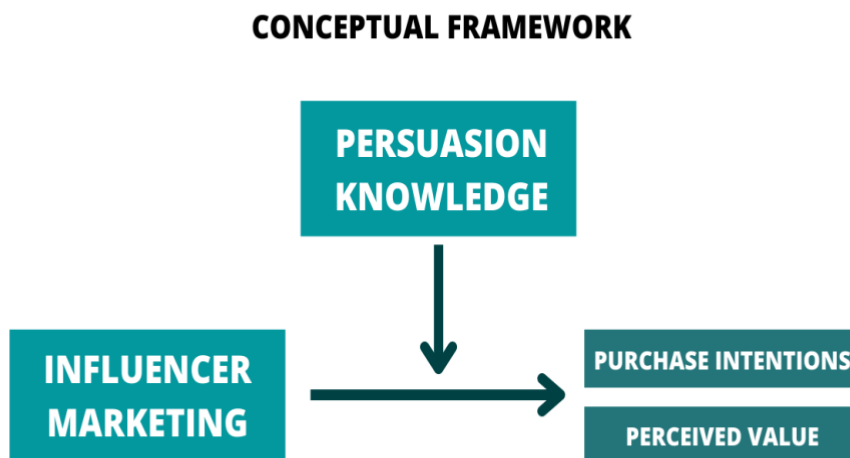 CONCEPTUAL FRAMEWORK
PERSUASION
KNOWLEDGE
INFLUENCER
MARKETING
PURCHASE INTENTIONS
PERCEIVED VALUE